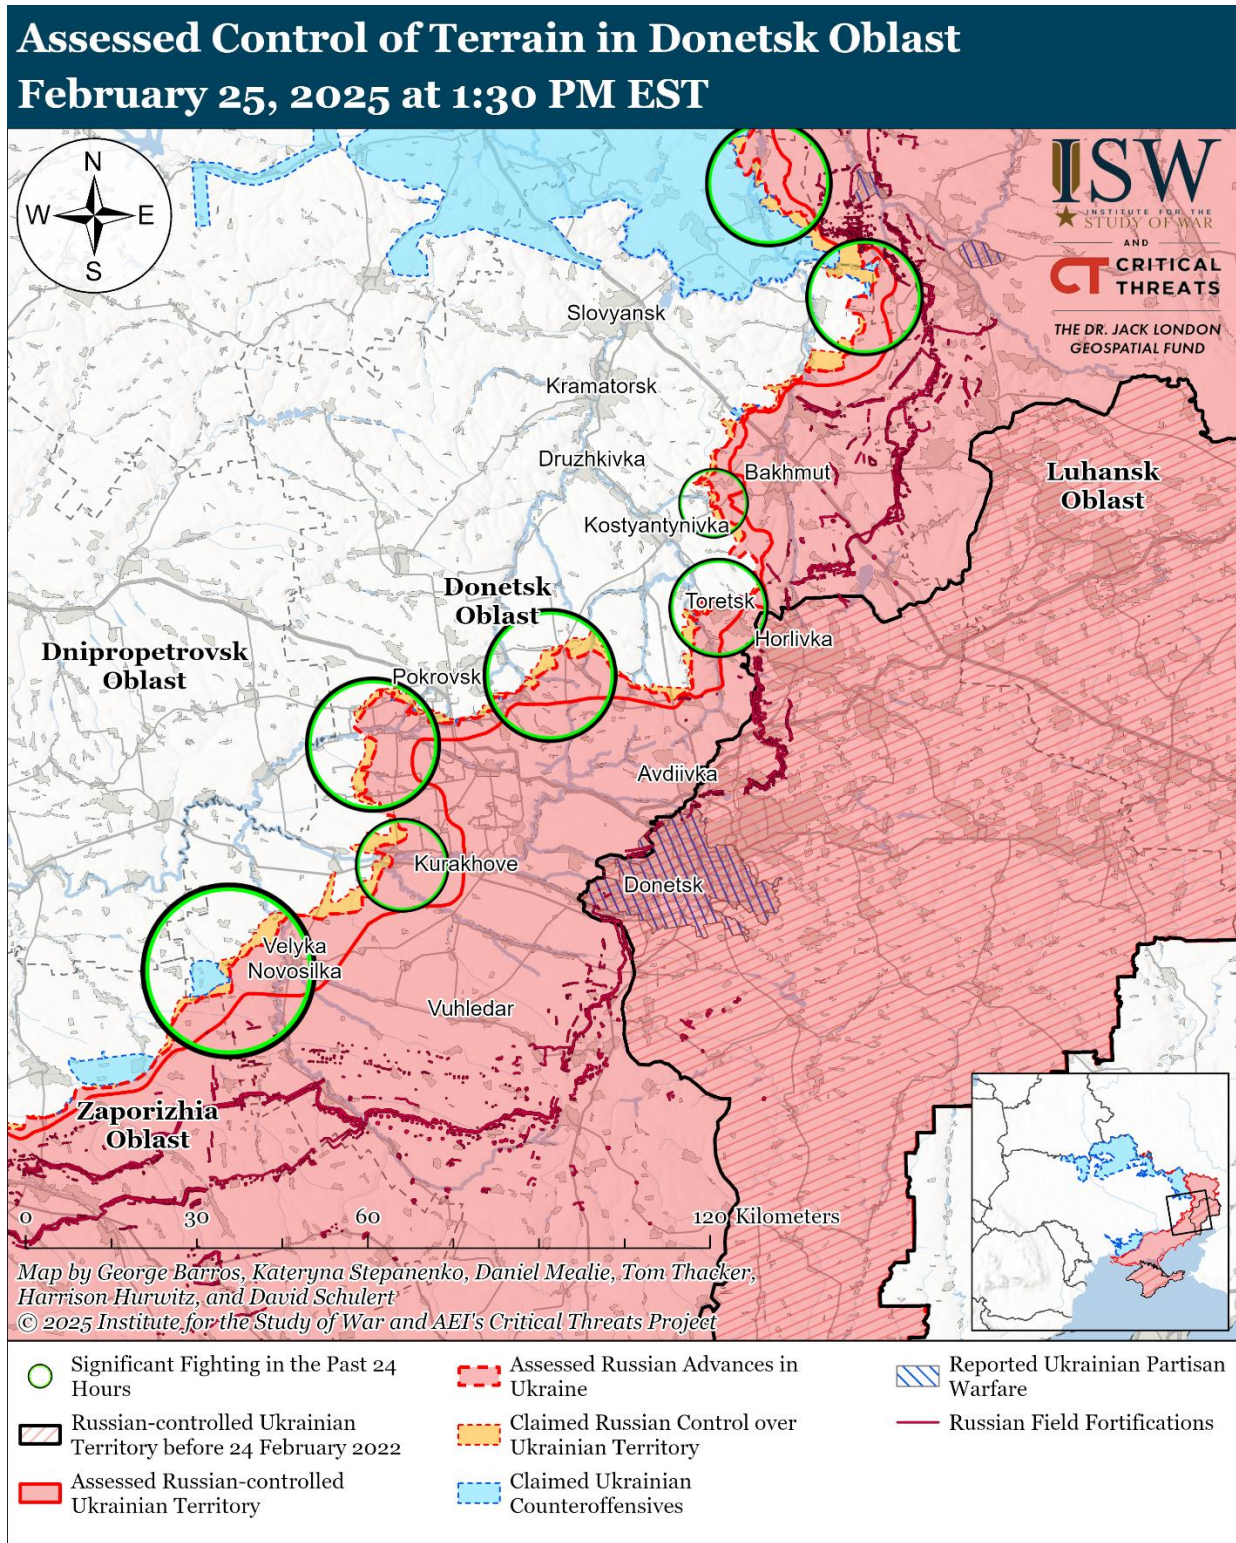 Assessed Control of Terrain in Donetsk Oblast
February 25, 2025 at 1:30 PM EST
N
W
E
S
ISW
INSTITUTE FOR THE
STUDY OF WAR
AND
CT CRITICAL
THREATS
THE DR. JACK LONDON
GEOSPATIAL FUND
Slovyansk
Kramatorsk
Druzhkivka
Bakhmut
Luhansk
Oblast
Kostyantynivka
Donetsk
Oblast
Toretsk
Horlivka
Dnipropetrovsk
Oblast
Pokrovsk
Avdiivka
Kurakhove
Donetsk
Velyka
Novosilka
Vuhledar
Zaporizhia
Oblast
0 30 60 120 Kilometers
Map by George Barros, Kateryna Stepanenko, Daniel Mealie, Tom Thacker,
Harrison Hurwitz, and David Schulert
© 2025 Institute for the Study of War and AEI's Critical Threats Project
Significant Fighting in the Past 24
Hours
Russian-controlled Ukrainian
Territory before 24 February 2022
Assessed Russian-controlled
Ukrainian Territory
Assessed Russian Advances in
Ukraine
Claimed Russian Control over
Ukrainian Territory
Claimed Ukrainian
Counteroffensives
Reported Ukrainian Partisan
Warfare
Russian Field Fortifications